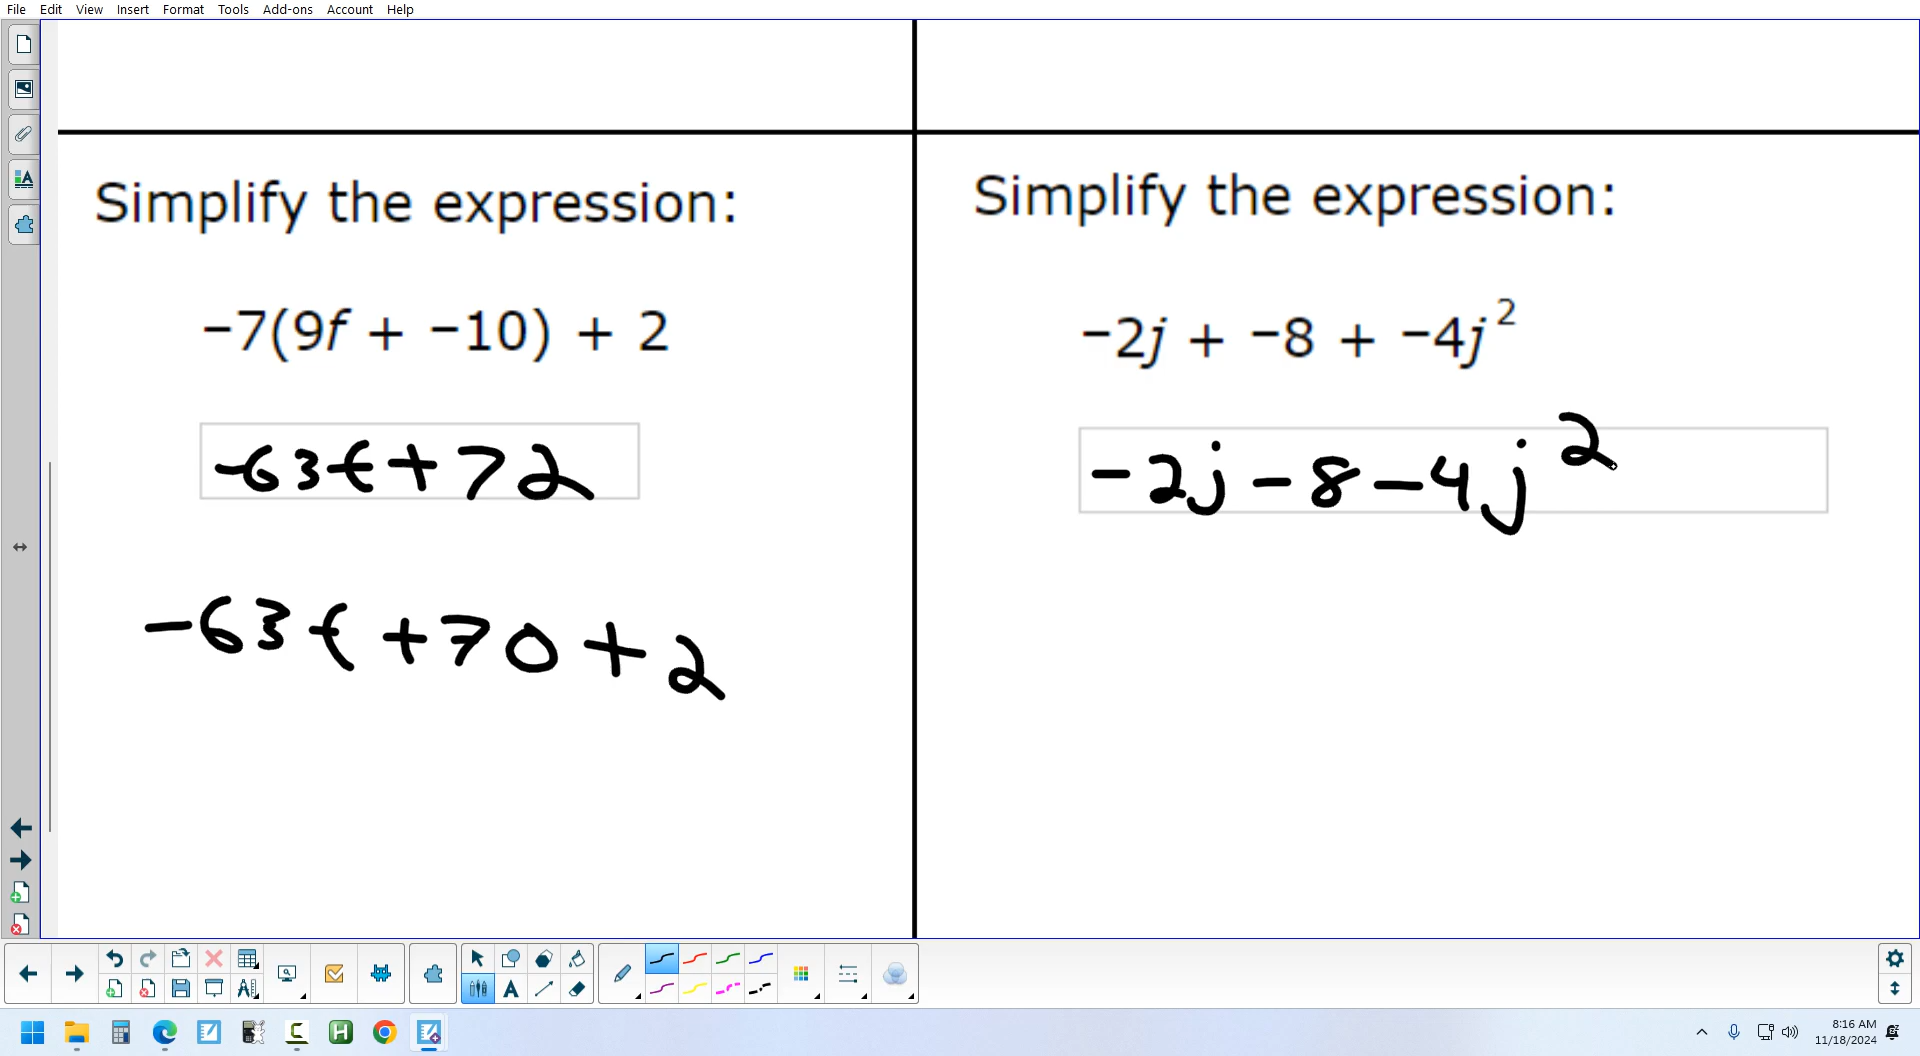 File Edit View Insert Format Tools Add-ons Account Help
Simplify the expression:
−7(9f + −10) + 2
-63f+72
-63f +70+2
Simplify the expression:
−2j + −8 + −4j²
-2j-8-4j²
8:16 AM
11/18/2024